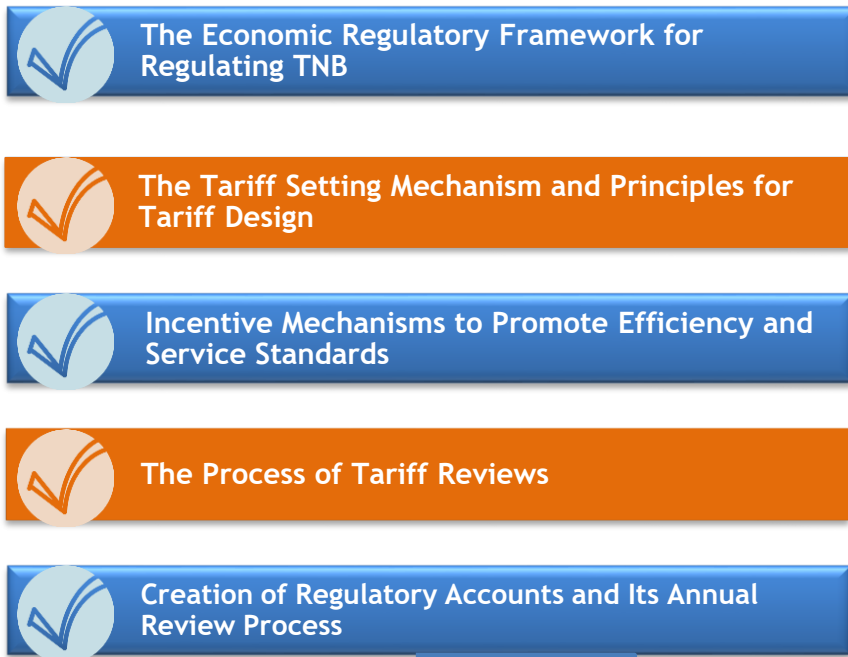 The Economic Regulatory Framework for
Regulating TNB
The Tariff Setting Mechanism and Principles for
Tariff Design
Incentive Mechanisms to Promote Efficiency and
Service Standards
The Process of Tariff Reviews
Creation of Regulatory Accounts and Its Annual
Review Process